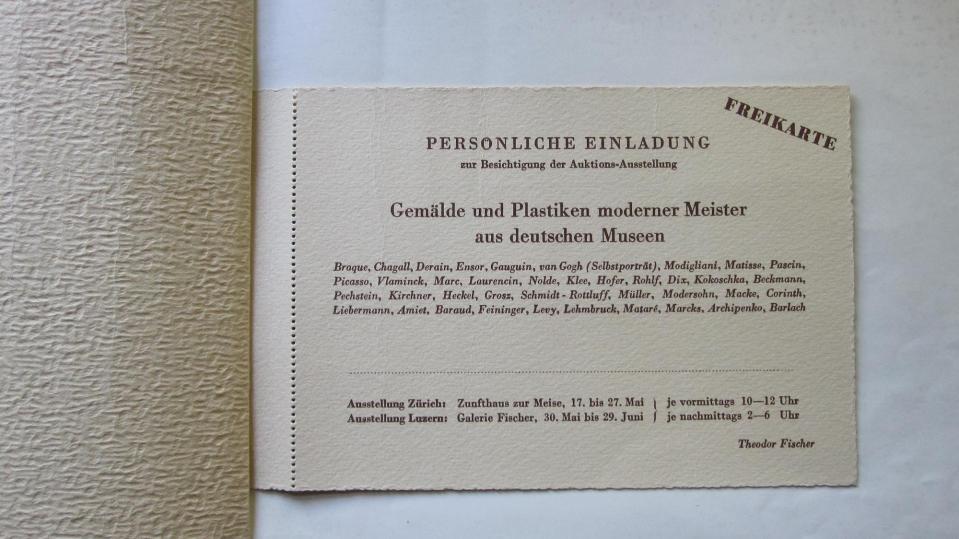 FREIKARTE
PERSÖNLICHE EINLADUNG
zur Besichtigung der Auktions-Ausstellung
Gemälde und Plastiken moderner Meister
aus deutschen Museen
Braque, Chagall, Derain, Ensor, Gauguin, van Gogh (Selbstporträt), Modigliani, Matisse, Pascin,
Picasso, Vlaminck, Marc, Laurencin, Nolde, Klee, Hofer, Rohlf, Dix, Kokoschka, Beckmann,
Pechstein, Kirchner, Heckel, Grosz, Schmidt-Rottluff, Müller, Modersohn, Macke, Corinth,
Liebermann, Amiet, Baraud, Feininger, Levy, Lehmbruck, Mataré, Marcks, Archipenko, Barlach
Ausstellung Zürich: Zunfthaus zur Meise, 17. bis 27. Mai } je vormittags 10—12 Uhr
Ausstellung Luzern: Galerie Fischer, 30. Mai bis 29. Juni } je nachmittags 2—6 Uhr
Theodor Fischer